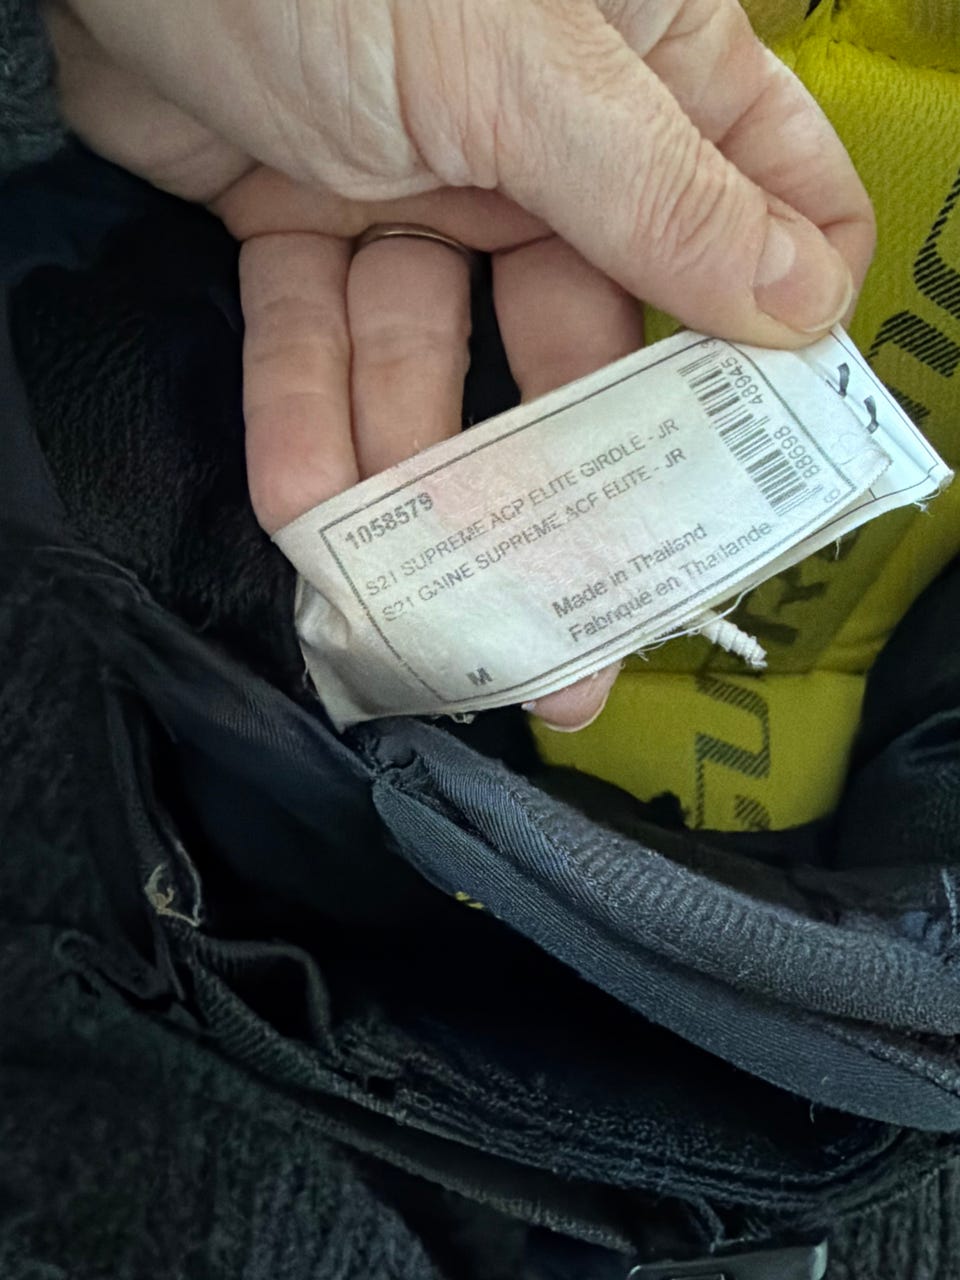 1058579
S21 SUPREME ACP ELITE GIRDLE - JR
S21 GAINE SUPREME ACP ELITE - JR
Made in Thailand
Fabriqué en Thaïlande
M